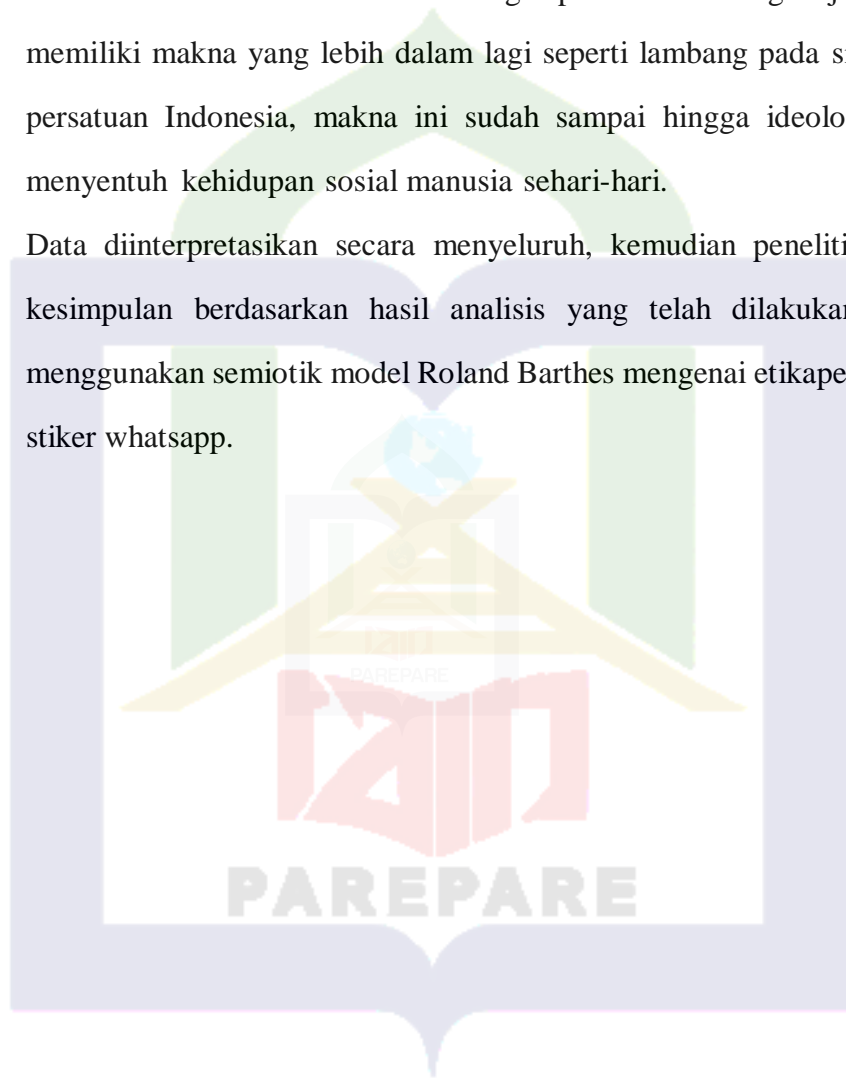 memiliki makna yang lebih dalam lagi seperti lambang pada
persatuan Indonesia, makna ini sudah sampai hingga
menyentuh kehidupan sosial manusia sehari-hari.
Data diinterpretasikan secara menyeluruh, kemudian peneliti
kesimpulan berdasarkan hasil analisis yang telah dilakukan
menggunakan semiotik model Roland Barthes mengenai
stiker whatsapp.
PAREPARE
IAIN
PAREPARE